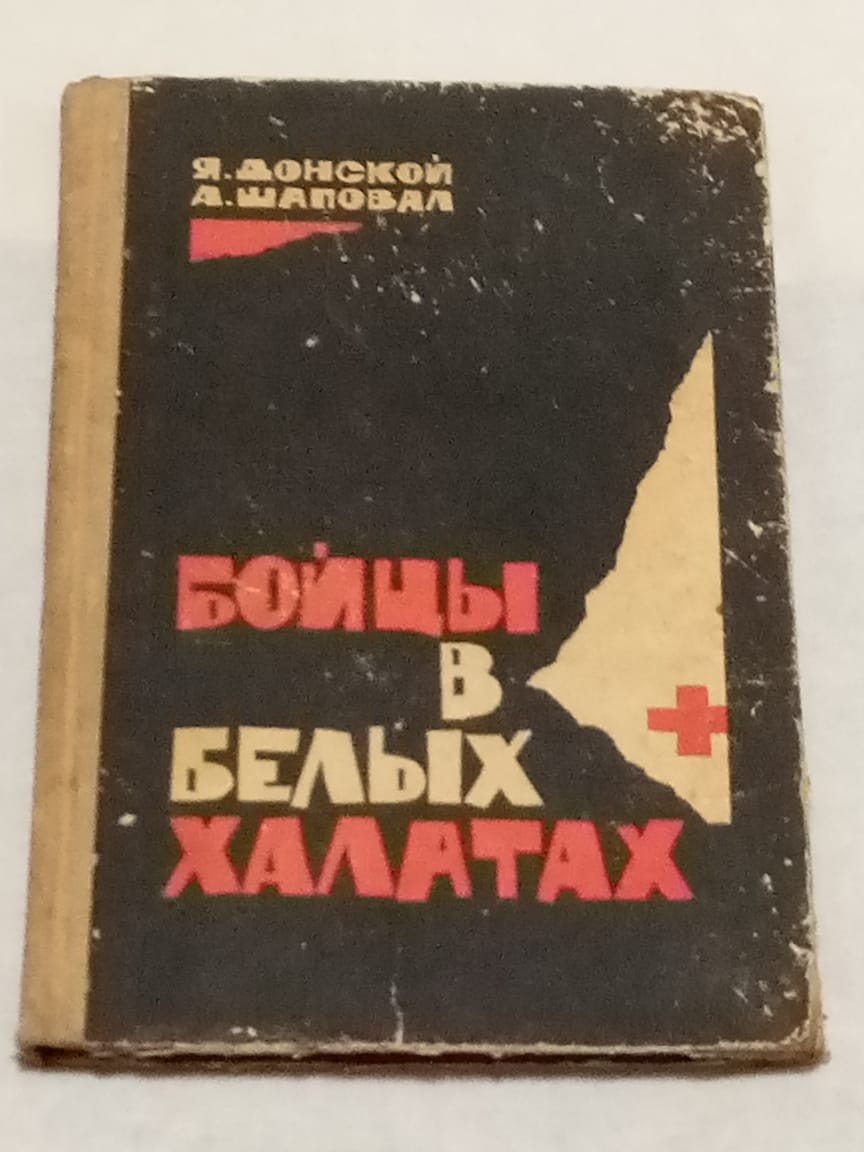 Я. ДОНСКОЙ
А. ШАПОВАЛ
БОЙЦЫ
В
БЕЛЫХ
ХАЛАТАХ